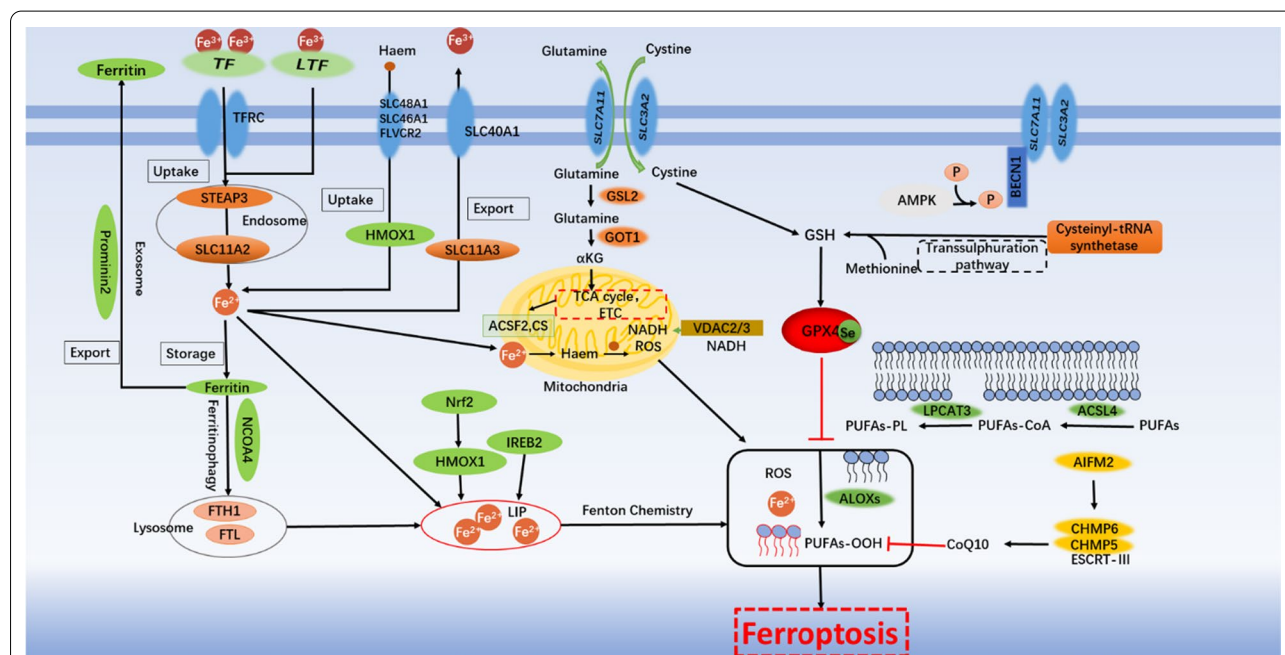 Fe3+
Fe3+
TF
Fe3+
LTF
Haem
Fe3+
Glutamine
Cystine
Ferritin
TFRC
SLC48A1
SLC46A1
FLVCR2
SLC40A1
SLC7A11
SLC3A2
SLC7A11
SLC3A2
BECN1
P
P
AMPK
Uptake
STEAP3
Endosome
SLC11A2
Uptake
HMOX1
Export
SLC11A3
Glutamine
Cystine
GSL2
Glutamine
GOT1
αKG
GSH
Cysteinyl-tRNA
synthetase
Methionine
Transsulphuration
pathway
Prominin2
Exosome
Fe2+
TCA cycle,
ETC
ACSF2,CS
NADH
ROS
VDAC2/3
NADH
Fe2+
Haem
Mitochondria
GPX4
Se
Export
Storage
Ferritin
Ferritinophagy
NCOA4
Nrf2
HMOX1
IREB2
LPCAT3
ACSL4
PUFAs-PL
PUFAs-CoA
PUFAs
ROS
Fe2+
ALOXs
AIFM2
Lysosome
FTH1
FTL
LIP
Fe2+
Fe2+
Fe2+
Fenton Chemistry
PUFAs-OOH
CoQ10
CHMP6
CHMP5
ESCRT-III
Ferroptosis